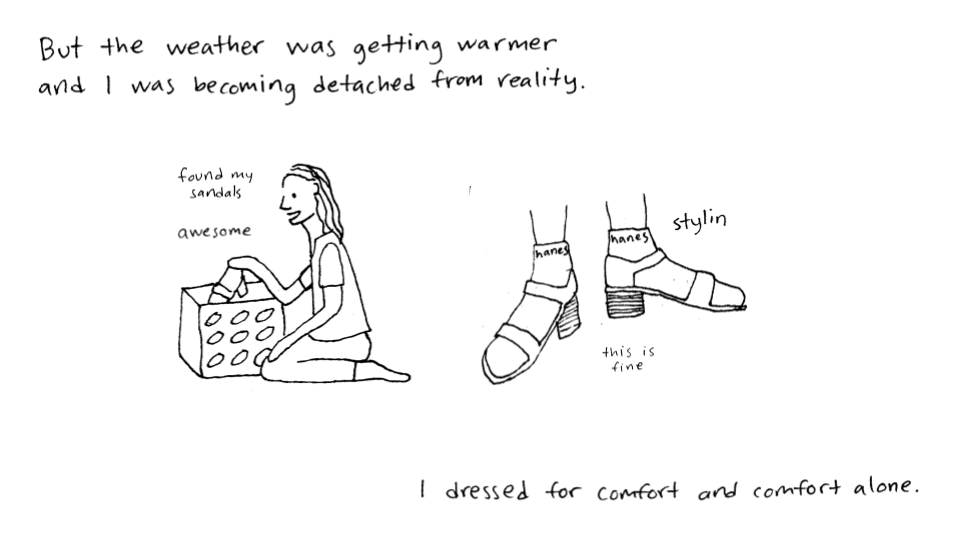 But the weather was getting warmer
and I was becoming detached from reality.
found my
sandals
awesome
hanes
hanes
stylin
this is
fine
I dressed for comfort and comfort alone.